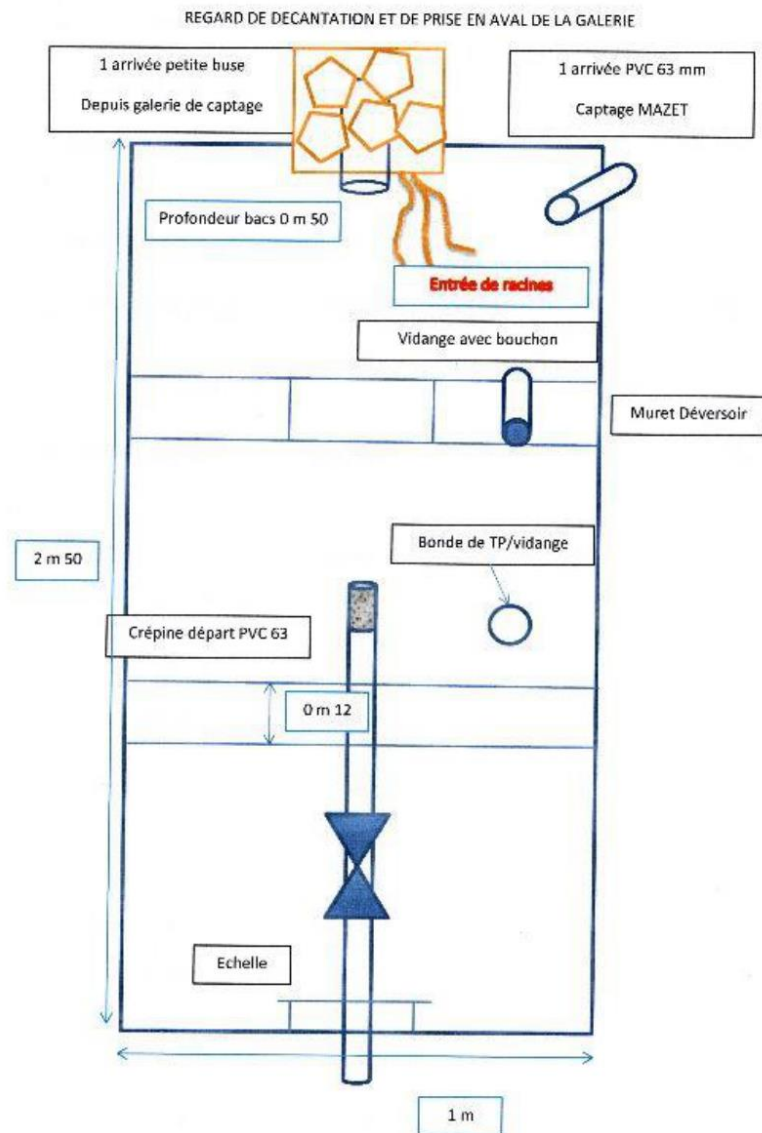 REGARD DE DECANTATION ET DE PRISE EN AVAL DE LA GALERIE
1 arrivée petite buse
Depuis galerie de captage
1 arrivée PVC 63 mm
Captage MAZET
Profondeur bacs 0 m 50
Entrée de racines
Vidange avec bouchon
Muret Déversoir
2 m 50
Bonde de TP/vidange
Crépine départ PVC 63
0 m 12
Echelle
1 m